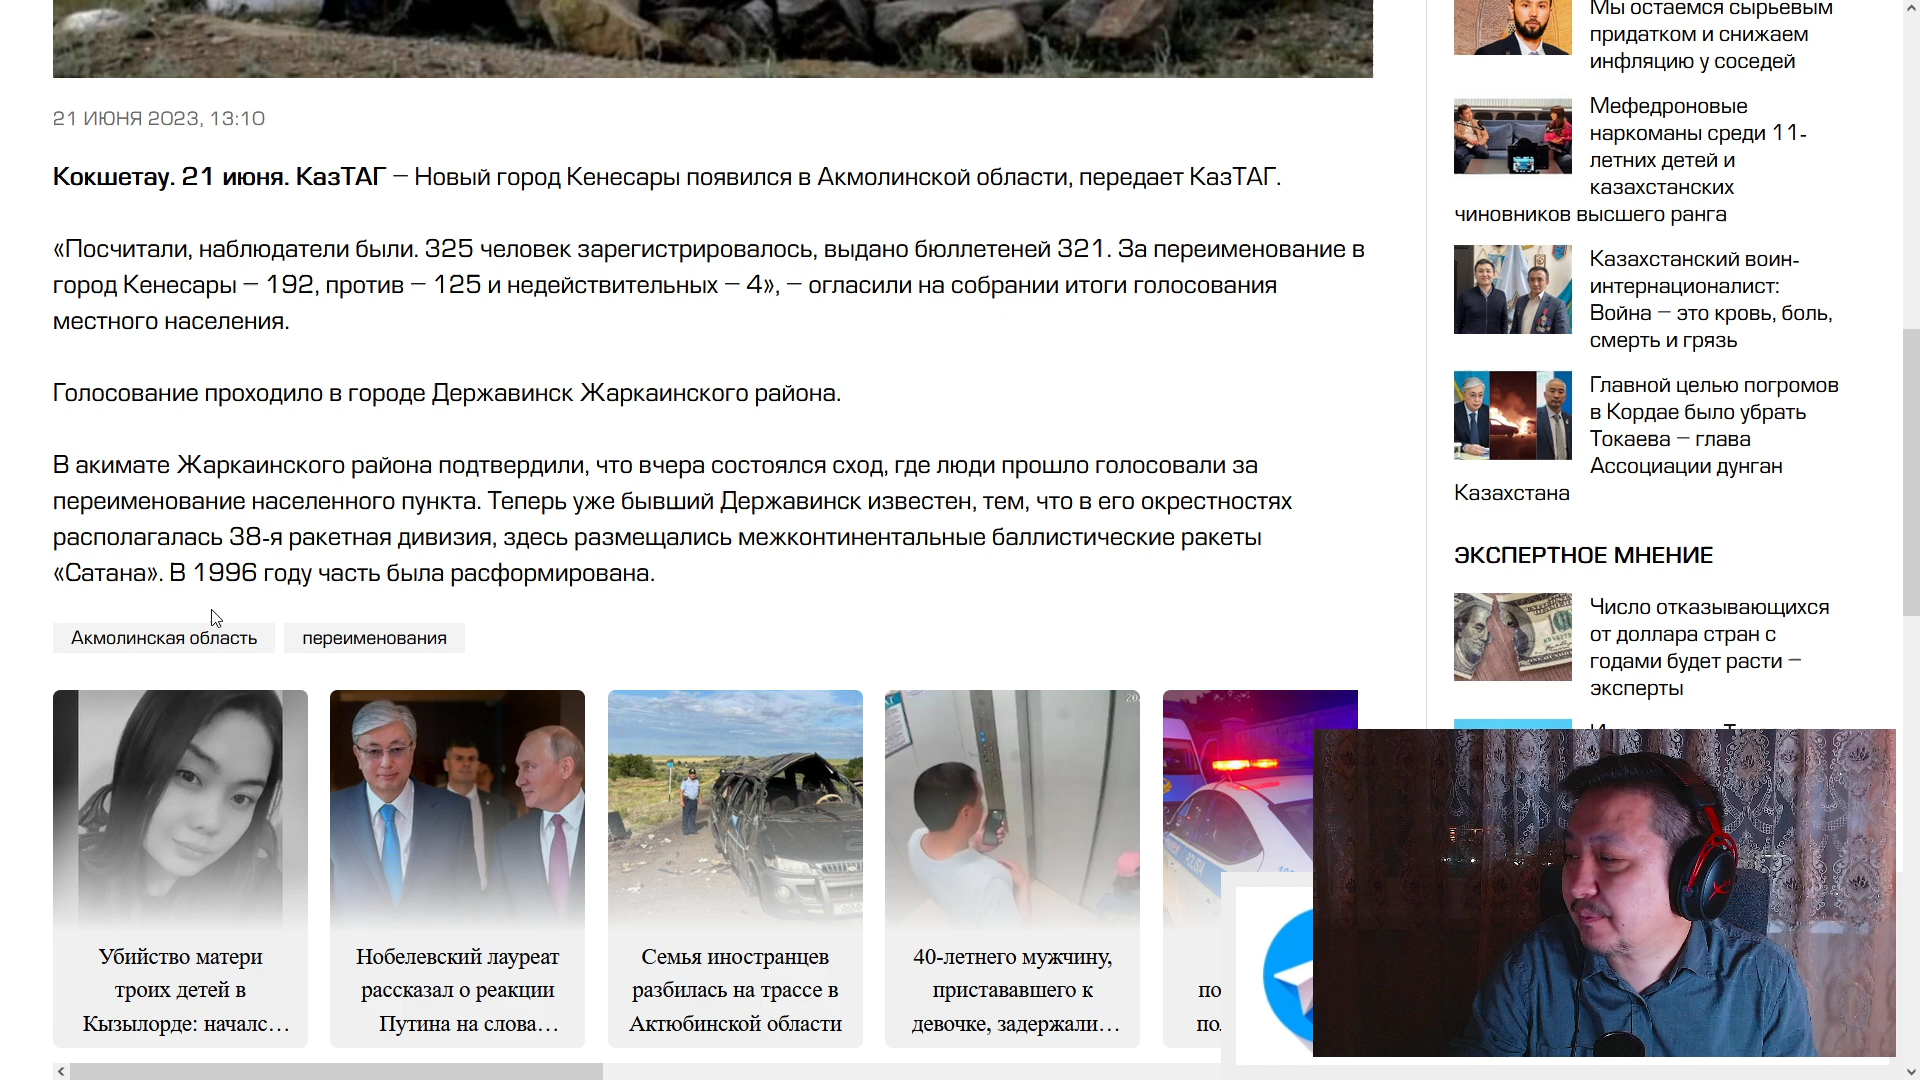 21 ИЮНЯ 2023, 13:10
Кокшетау. 21 июня. КазТАГ – Новый город Кенесары появился в Акмолинской области, передает КазТАГ.
«Посчитали, наблюдатели были. 325 человек зарегистрировалось, выдано бюллетеней 321. За переименование в
город Кенесары – 192, против – 125 и недействительных – 4», – огласили на собрании итоги голосования
местного населения.
Голосование проходило в городе Державинск Жаркаинского района.
В акимате Жаркаинского района подтвердили, что вчера состоялся сход, где люди прошло голосовали за
переименование населенного пункта. Теперь уже бывший Державинск известен, тем, что в его окрестностях
располагалась 38-я ракетная дивизия, здесь размещались межконтинентальные баллистические ракеты
«Сатана». В 1996 году часть была расформирована.
Акмолинская область
переименования
Убийство матери
троих детей в
Кызылорде: началс…
Нобелевский лауреат
рассказал о реакции
Путина на слова…
Семья иностранцев
разбилась на трассе в
Актюбинской области
40-летнего мужчину,
пристававшего к
девочке, задержали…
Мы остаемся сырьевым
придатком и снижаем
инфляцию у соседей
Мефедроновые
наркоманы среди 11-
летних детей и
казахстанских
чиновников высшего ранга
Казахстанский воин-
интернационалист:
Война – это кровь, боль,
смерть и грязь
Главной целью погромов
в Кордае было убрать
Токаева – глава
Ассоциации дунган
Казахстана
ЭКСПЕРТНОЕ МНЕНИЕ
Число отказывающихся
от доллара стран с
годами будет расти –
эксперты